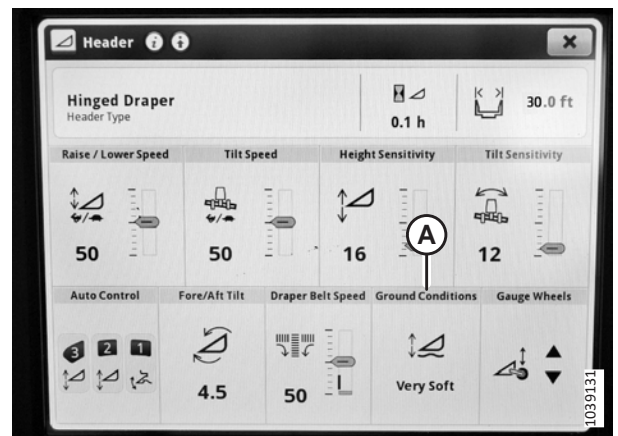 Header
Hinged Draper
Header Type
0.1 h
30.0 ft
Raise / Lower Speed
Tilt Speed
Height Sensitivity
Tilt Sensitivity
50
50
16
12
A
Auto Control
Fore/Aft Tilt
Draper Belt Speed
Ground Conditions
Gauge Wheels
3 2 1
4.5
50
Very Soft
1039131